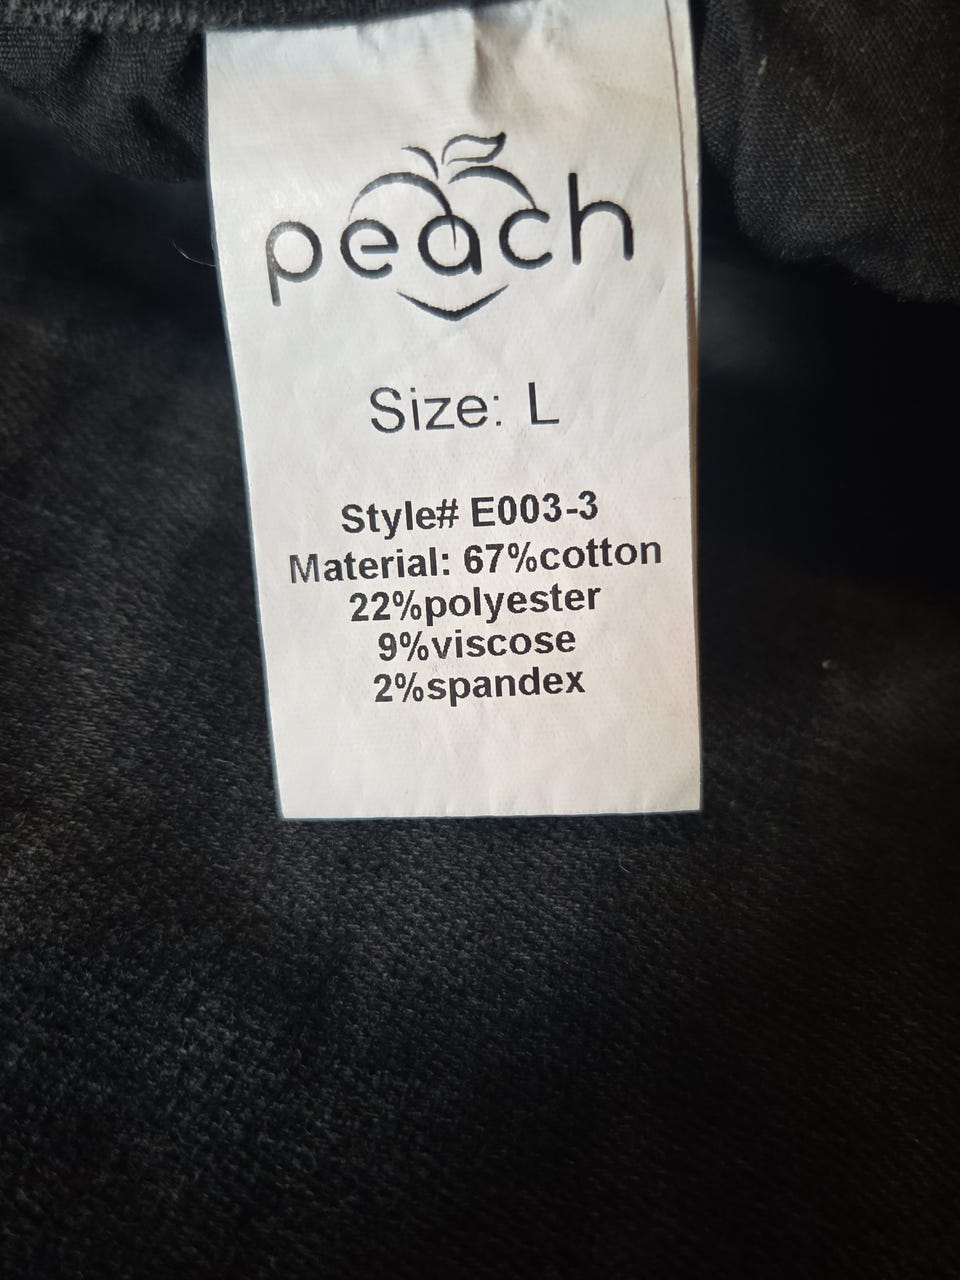 peach
Size: L
Style# E003-3
Material: 67%cotton
22%polyester
9%viscose
2%spandex